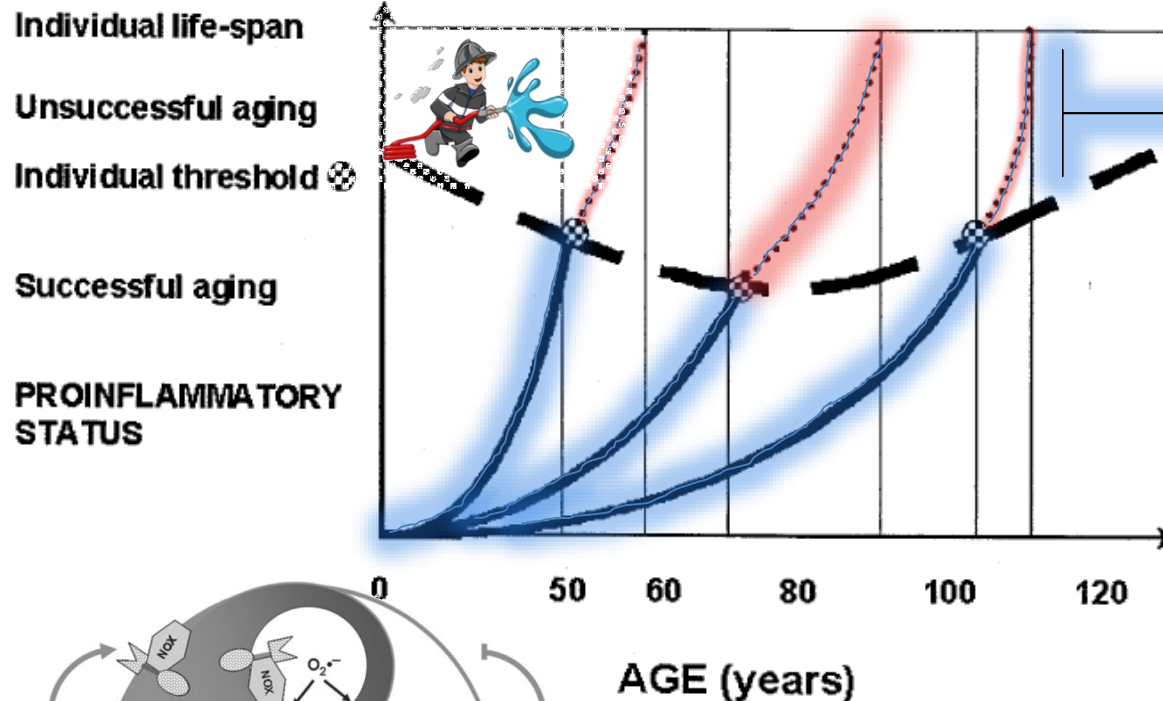 Individual life-span
Unsuccessful aging
Individual threshold
Successful aging
PROINFLAMMATORY
STATUS
0 50 60 80 100 120
AGE (years)
NOX
NOX
O₂•−